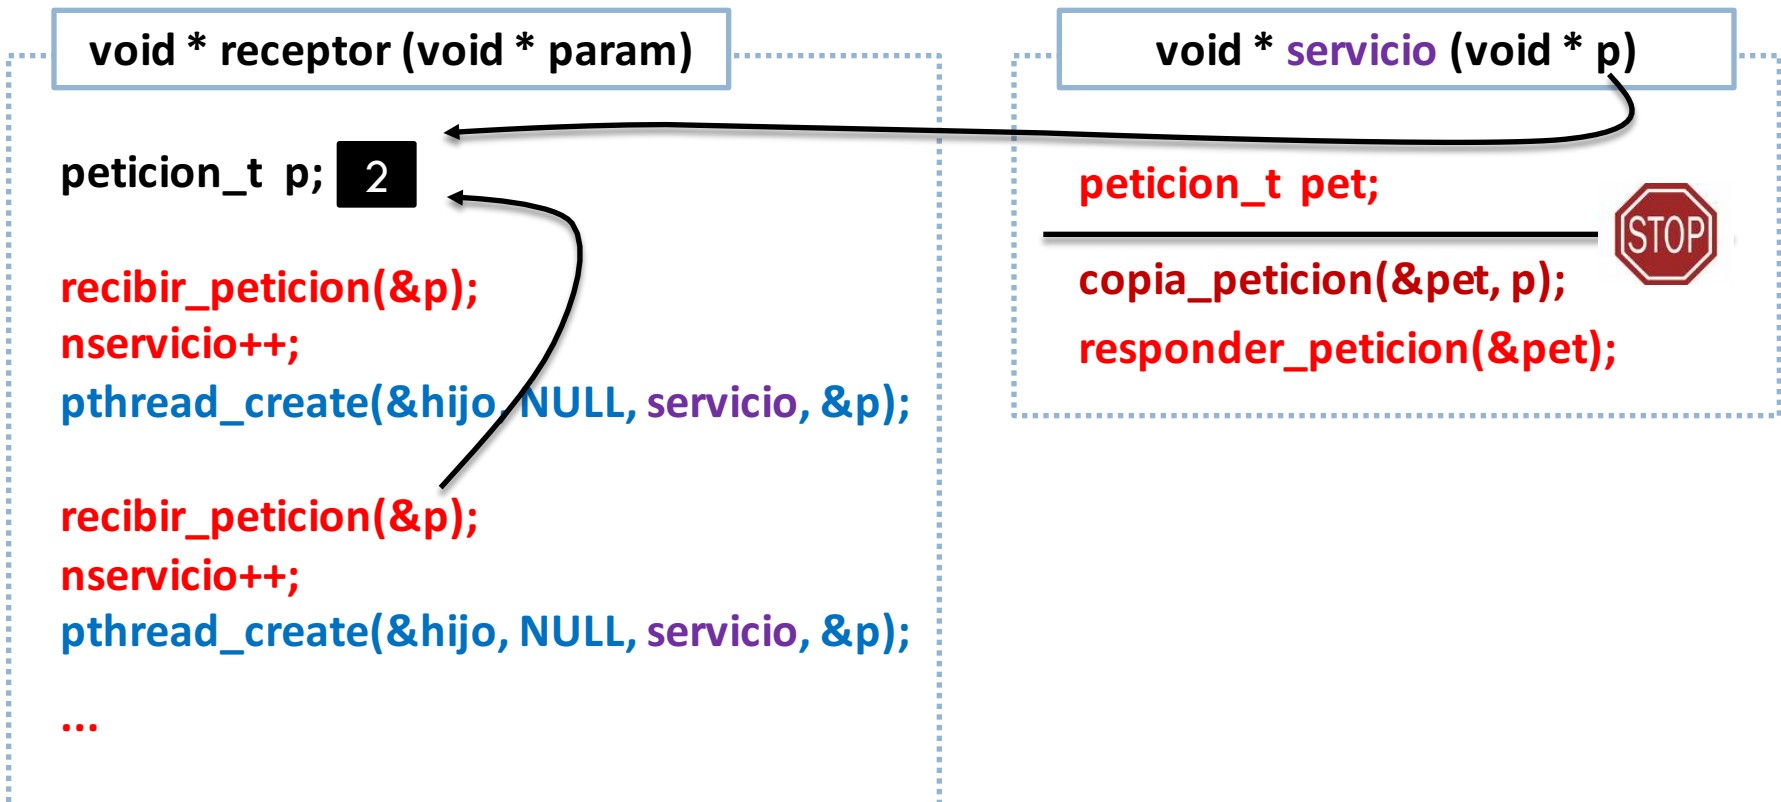 void * receptor (void * param)
peticion_t p; 2
recibir_peticion(&p);
nservicio++;
pthread_create(&hijo, NULL, servicio, &p);
recibir_peticion(&p);
nservicio++;
pthread_create(&hijo, NULL, servicio, &p);
...
void * servicio (void * p)
peticion_t pet;
STOP
copia_peticion(&pet, p);
responder_peticion(&pet);